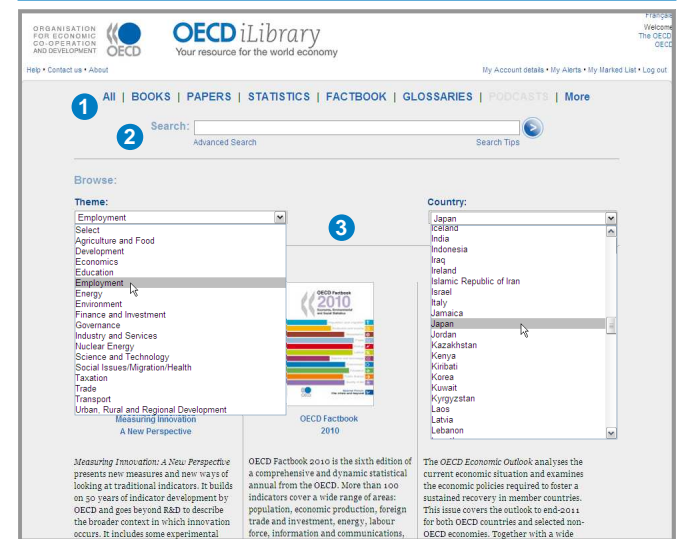 ORGANISATION
FOR ECONOMIC
CO-OPERATION
AND DEVELOPMENT
OECD
OECD iLibrary
Your resource for the world economy
Français
Welcome
The OECD
OECD
Help • Contact us • About
My Account details • My Alerts • My Marked List • Log out
1
All | BOOKS | PAPERS | STATISTICS | FACTBOOK | GLOSSARIES | PODCASTS | More
2
Search:
Advanced Search
Search Tips
Browse:
Theme:
Employment
Select
Agriculture and Food
Development
Economics
Education
Employment
Energy
Environment
Finance and Investment
Governance
Industry and Services
Nuclear Energy
Science and Technology
Social Issues/Migration/Health
Taxation
Trade
Transport
Urban, Rural and Regional Development
3
Country:
Japan
Iceland
India
Indonesia
Iraq
Ireland
Islamic Republic of Iran
Israel
Italy
Jamaica
Japan
Jordan
Kazakhstan
Kenya
Kiribati
Korea
Kuwait
Kyrgyzstan
Laos
Latvia
Lebanon
OECD Factbook
2010
Measuring Innovation
A New Perspective
Measuring Innovation: A New Perspective
presents new measures and new ways of
looking at traditional indicators. It builds
on 50 years of indicator development by
OECD and goes beyond R&D to describe
the broader context in which innovation
occurs. It includes some experimental
OECD Factbook
2010
OECD Factbook 2010 is the sixth edition of
a comprehensive and dynamic statistical
annual from the OECD. More than 100
indicators cover a wide range of areas:
population, economic production, foreign
trade and investment, energy, labour
force, information and communications,
The OECD Economic Outlook analyses the
current economic situation and examines
the economic policies required to foster a
sustained recovery in member countries.
This issue covers the outlook to end-2011
for both OECD countries and selected non-
OECD economies. Together with a wide